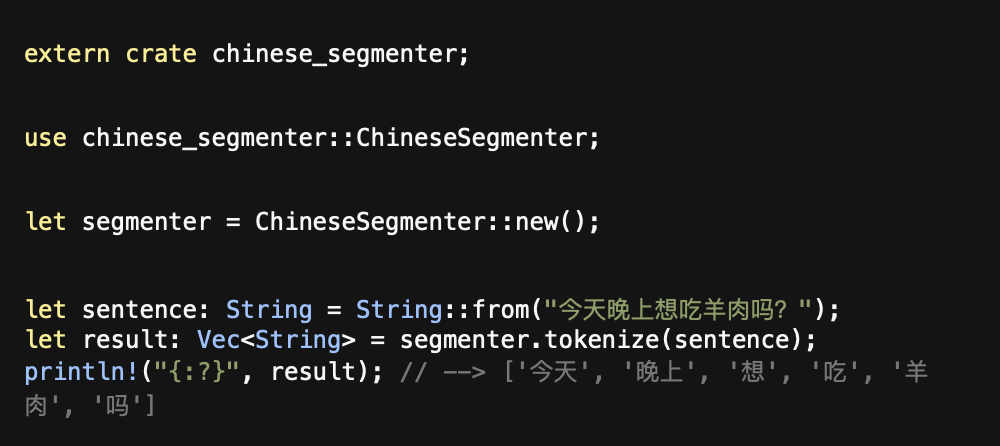 extern crate chinese_segmenter;
use chinese_segmenter::ChineseSegmenter;
let segmenter = ChineseSegmenter::new();
let sentence: String = String::from("今天晚上想吃羊肉吗？");
let result: Vec<String> = segmenter.tokenize(sentence);
println!("{:?}", result); // --> ['今天', '晚上', '想', '吃', '羊
肉', '吗']